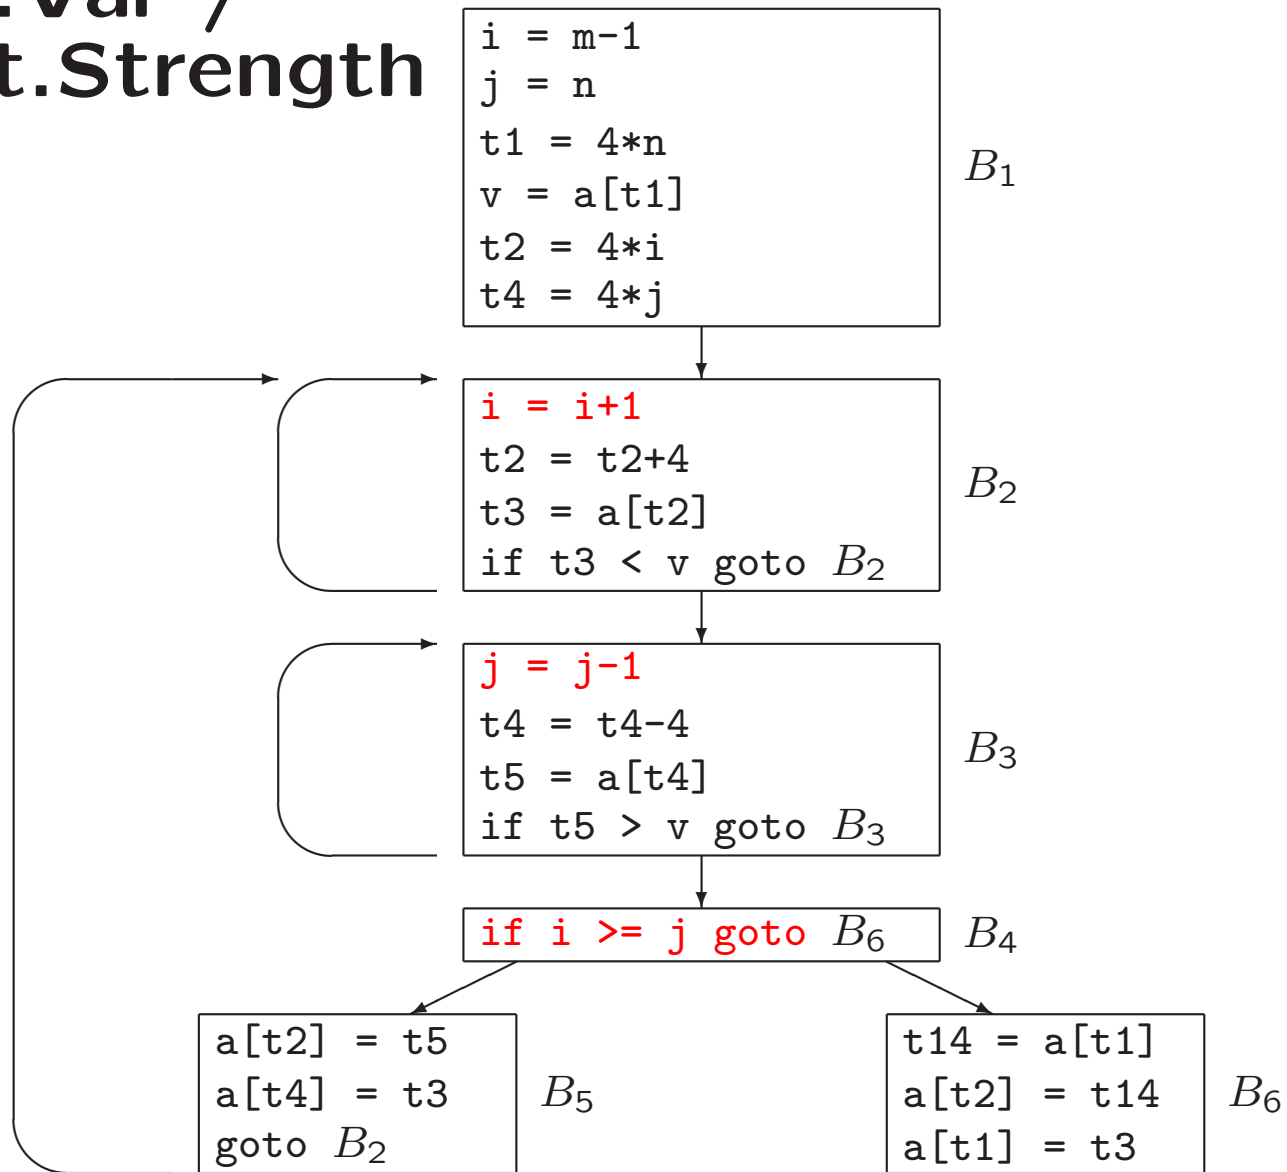 .Var /
t.Strength
i = m-1
j = n
t1 = 4*n
v = a[t1]
t2 = 4*i
t4 = 4*j
B1
i = i+1
t2 = t2+4
t3 = a[t2]
if t3 < v goto B2
B2
j = j-1
t4 = t4-4
t5 = a[t4]
if t5 > v goto B3
B3
if i >= j goto B6
B4
a[t2] = t5
a[t4] = t3
goto B2
B5
t14 = a[t1]
a[t2] = t14
a[t1] = t3
B6